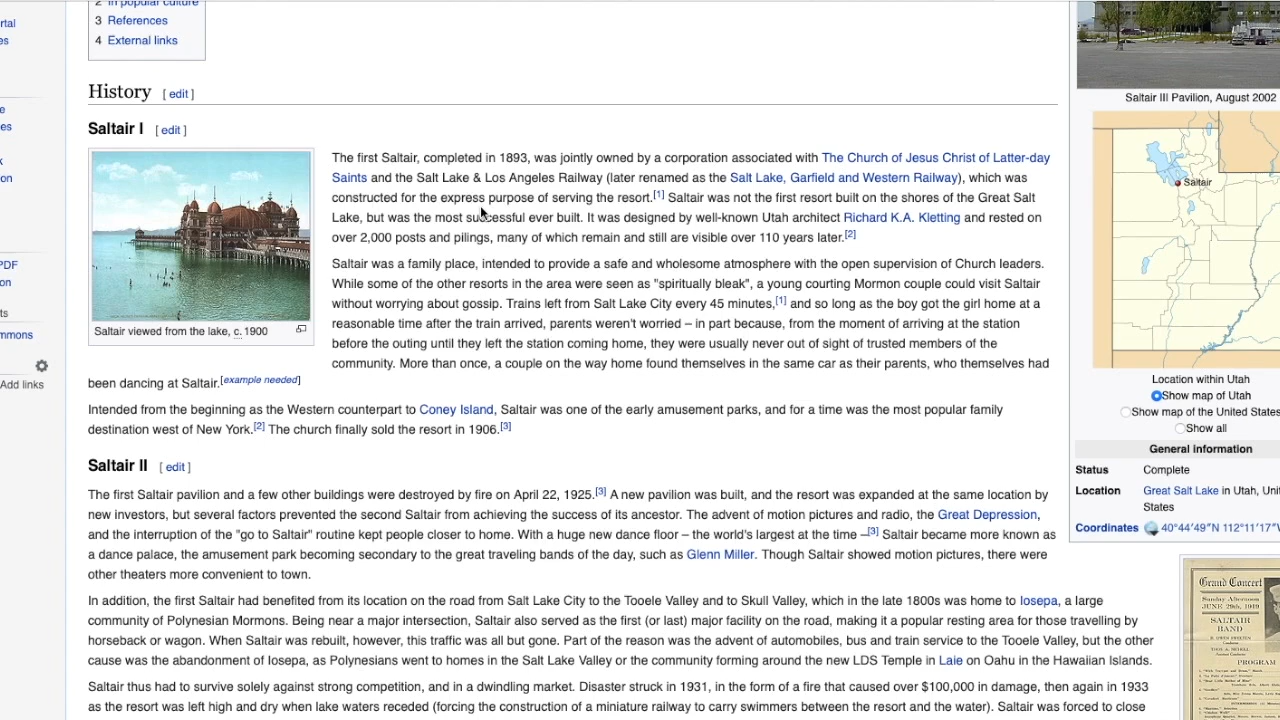 2 In popular culture
3 References
4 External links
rtal
es
e
es
k
on
PDF
on
ts
mmons
Add links
History [ edit ]
Saltair I [ edit ]
Saltair viewed from the lake, c. 1900
The first Saltair, completed in 1893, was jointly owned by a corporation associated with The Church of Jesus Christ of Latter-day
Saints and the Salt Lake & Los Angeles Railway (later renamed as the Salt Lake, Garfield and Western Railway), which was
constructed for the express purpose of serving the resort.[1] Saltair was not the first resort built on the shores of the Great Salt
Lake, but was the most successful ever built. It was designed by well-known Utah architect Richard K.A. Kletting and rested on
over 2,000 posts and pilings, many of which remain and still are visible over 110 years later.[2]
Saltair was a family place, intended to provide a safe and wholesome atmosphere with the open supervision of Church leaders.
While some of the other resorts in the area were seen as "spiritually bleak", a young courting Mormon couple could visit Saltair
without worrying about gossip. Trains left from Salt Lake City every 45 minutes,[1] and so long as the boy got the girl home at a
reasonable time after the train arrived, parents weren't worried – in part because, from the moment of arriving at the station
before the outing until they left the station coming home, they were usually never out of sight of trusted members of the
community. More than once, a couple on the way home found themselves in the same car as their parents, who themselves had
been dancing at Saltair.[example needed]
Intended from the beginning as the Western counterpart to Coney Island, Saltair was one of the early amusement parks, and for a time was the most popular family
destination west of New York.[2] The church finally sold the resort in 1906.[3]
Saltair II [ edit ]
The first Saltair pavilion and a few other buildings were destroyed by fire on April 22, 1925.[3] A new pavilion was built, and the resort was expanded at the same location by
new investors, but several factors prevented the second Saltair from achieving the success of its ancestor. The advent of motion pictures and radio, the Great Depression,
and the interruption of the "go to Saltair" routine kept people closer to home. With a huge new dance floor – the world's largest at the time –[3] Saltair became more known as
a dance palace, the amusement park becoming secondary to the great traveling bands of the day, such as Glenn Miller. Though Saltair showed motion pictures, there were
other theaters more convenient to town.
In addition, the first Saltair had benefited from its location on the road from Salt Lake City to the Tooele Valley and to Skull Valley, which in the late 1800s was home to Iosepa, a large
community of Polynesian Mormons. Being near a major intersection, Saltair also served as the first (or last) major facility on the road, making it a popular resting area for those travelling by
horseback or wagon. When Saltair was rebuilt, however, this traffic was all but gone. Part of the reason was the advent of automobiles, bus and train service to the Tooele Valley, but the other
cause was the abandonment of Iosepa, as Polynesians went to homes in the Salt Lake Valley or the community forming around the new LDS Temple in Laie on Oahu in the Hawaiian Islands.
Saltair thus had to survive solely against strong competition, and in a dwindling market. Disaster struck in 1931, in the form of a fire that caused over $100,000 in damage, then again in 1933
as the resort was left high and dry when lake waters receded (forcing the construction of a miniature railway to carry swimmers between the resort and the water). Saltair was forced to close
Saltair III Pavilion, August 2002
Saltair
Location within Utah
Show map of Utah
Show map of the United States
Show all
General information
Status Complete
Location Great Salt Lake in Utah, Unit
States
Coordinates 40°44′49″N 112°11′17″W
Grand Concert
Sunday Afternoon
JUNE 29th, 1919
SALTAIR
BAND
PROGRAM